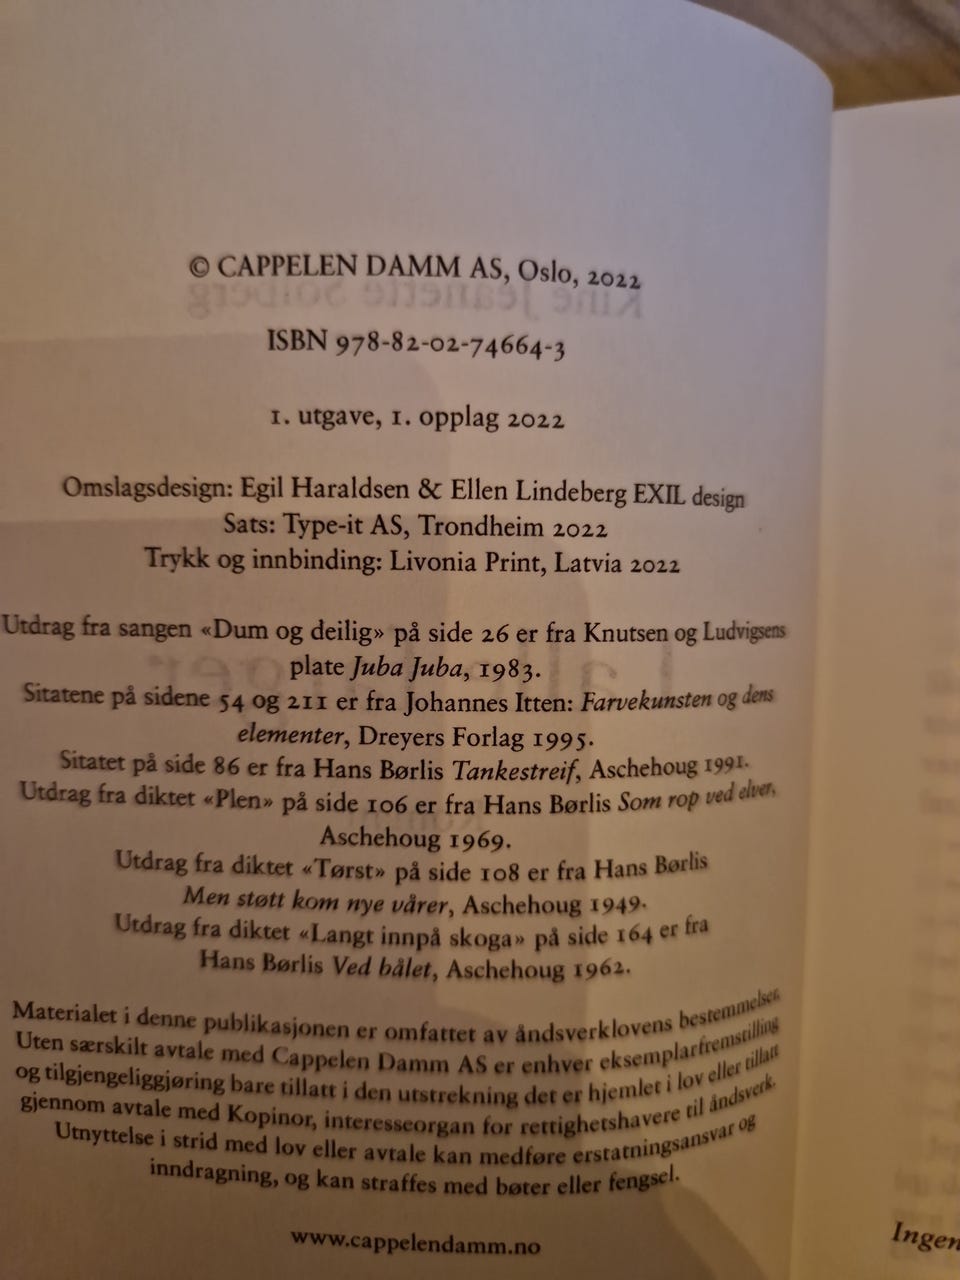 © CAPPELEN DAMM AS, Oslo, 2022
ISBN 978-82-02-74664-3
1. utgave, 1. opplag 2022
Omslagsdesign: Egil Haraldsen & Ellen Lindeberg EXIL design
Sats: Type-it AS, Trondheim 2022
Trykk og innbinding: Livonia Print, Latvia 2022
Utdrag fra sangen «Dum og deilig» på side 26 er fra Knutsen og Ludvigsens
plate Juba Juba, 1983.
Sitatene på sidene 54 og 211 er fra Johannes Itten: Farvekunsten og dens
elementer, Dreyers Forlag 1995.
Sitatet på side 86 er fra Hans Børlis Tankestreif, Aschehoug 1991.
Utdrag fra diktet «Plen» på side 106 er fra Hans Børlis Som rop ved elver,
Aschehoug 1969.
Utdrag fra diktet «Tørst» på side 108 er fra Hans Børlis
Men støtt kom nye vårer, Aschehoug 1949.
Utdrag fra diktet «Langt innpå skoga» på side 164 er fra
Hans Børlis Ved bålet, Aschehoug 1962.
Materialet i denne publikasjonen er omfattet av åndsverklovens bestemmelser.
Uten særskilt avtale med Cappelen Damm AS er enhver eksemplarfremstilling
og tilgjengeliggjøring bare tillatt i den utstrekning det er hjemlet i lov eller tillatt
gjennom avtale med Kopinor, interesseorgan for rettighetshavere til åndsverk.
Utnyttelse i strid med lov eller avtale kan medføre erstatningsansvar og
inndragning, og kan straffes med bøter eller fengsel.
www.cappelendamm.no
Ingen